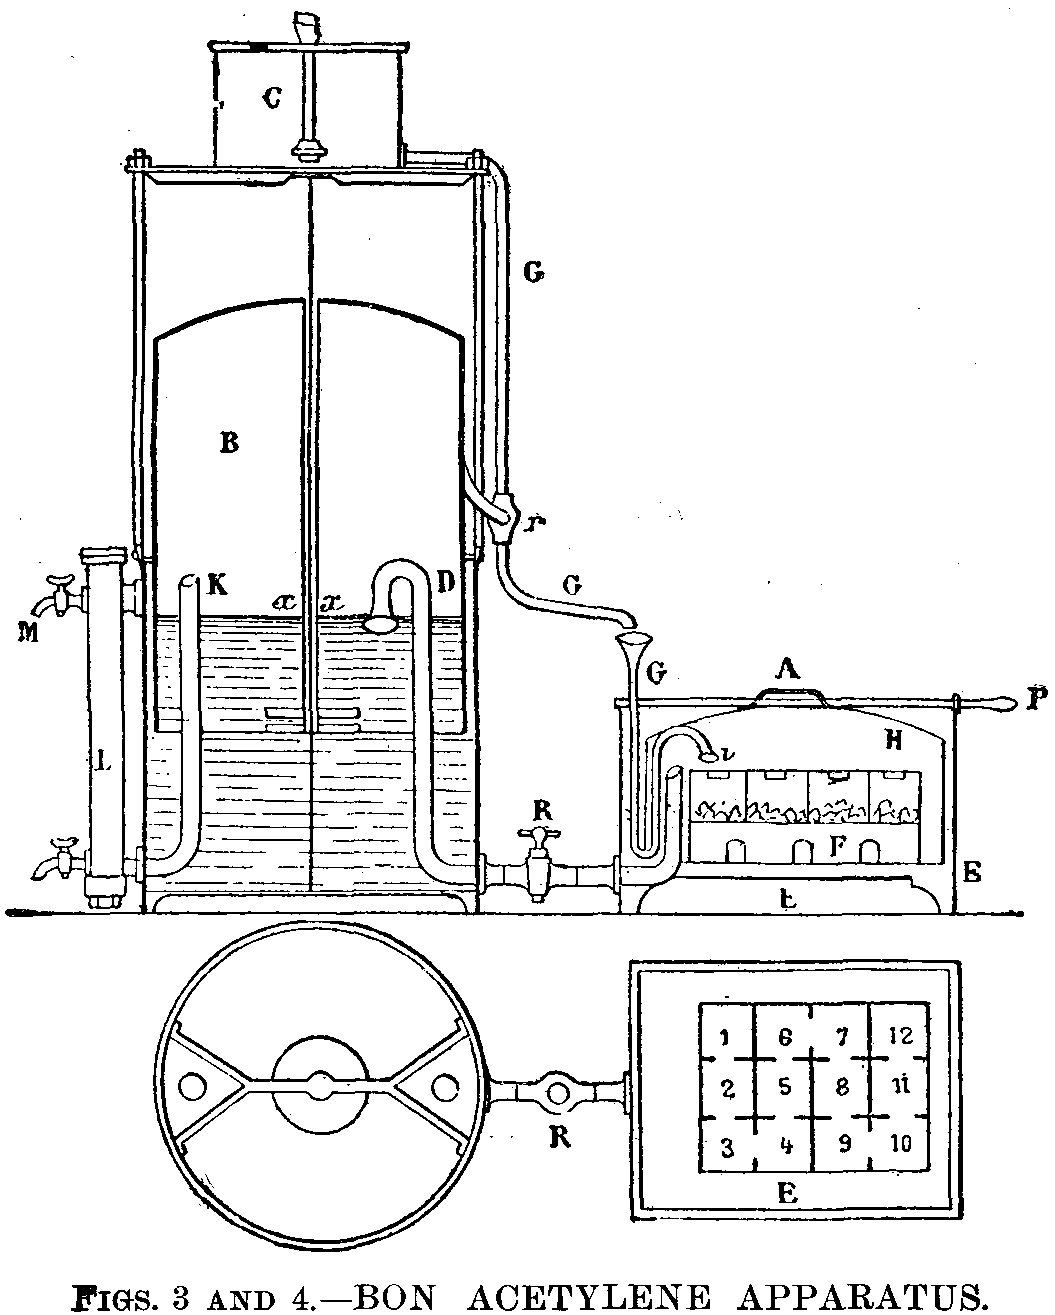 C
G
B
r
K
D
G
x x
M
G
A
P
L
H
v
R
F
E
E
1 6 7 12
2 5 8 11
3 4 9 10
R
E
FIGS. 3 AND 4.—BON ACETYLENE APPARATUS.